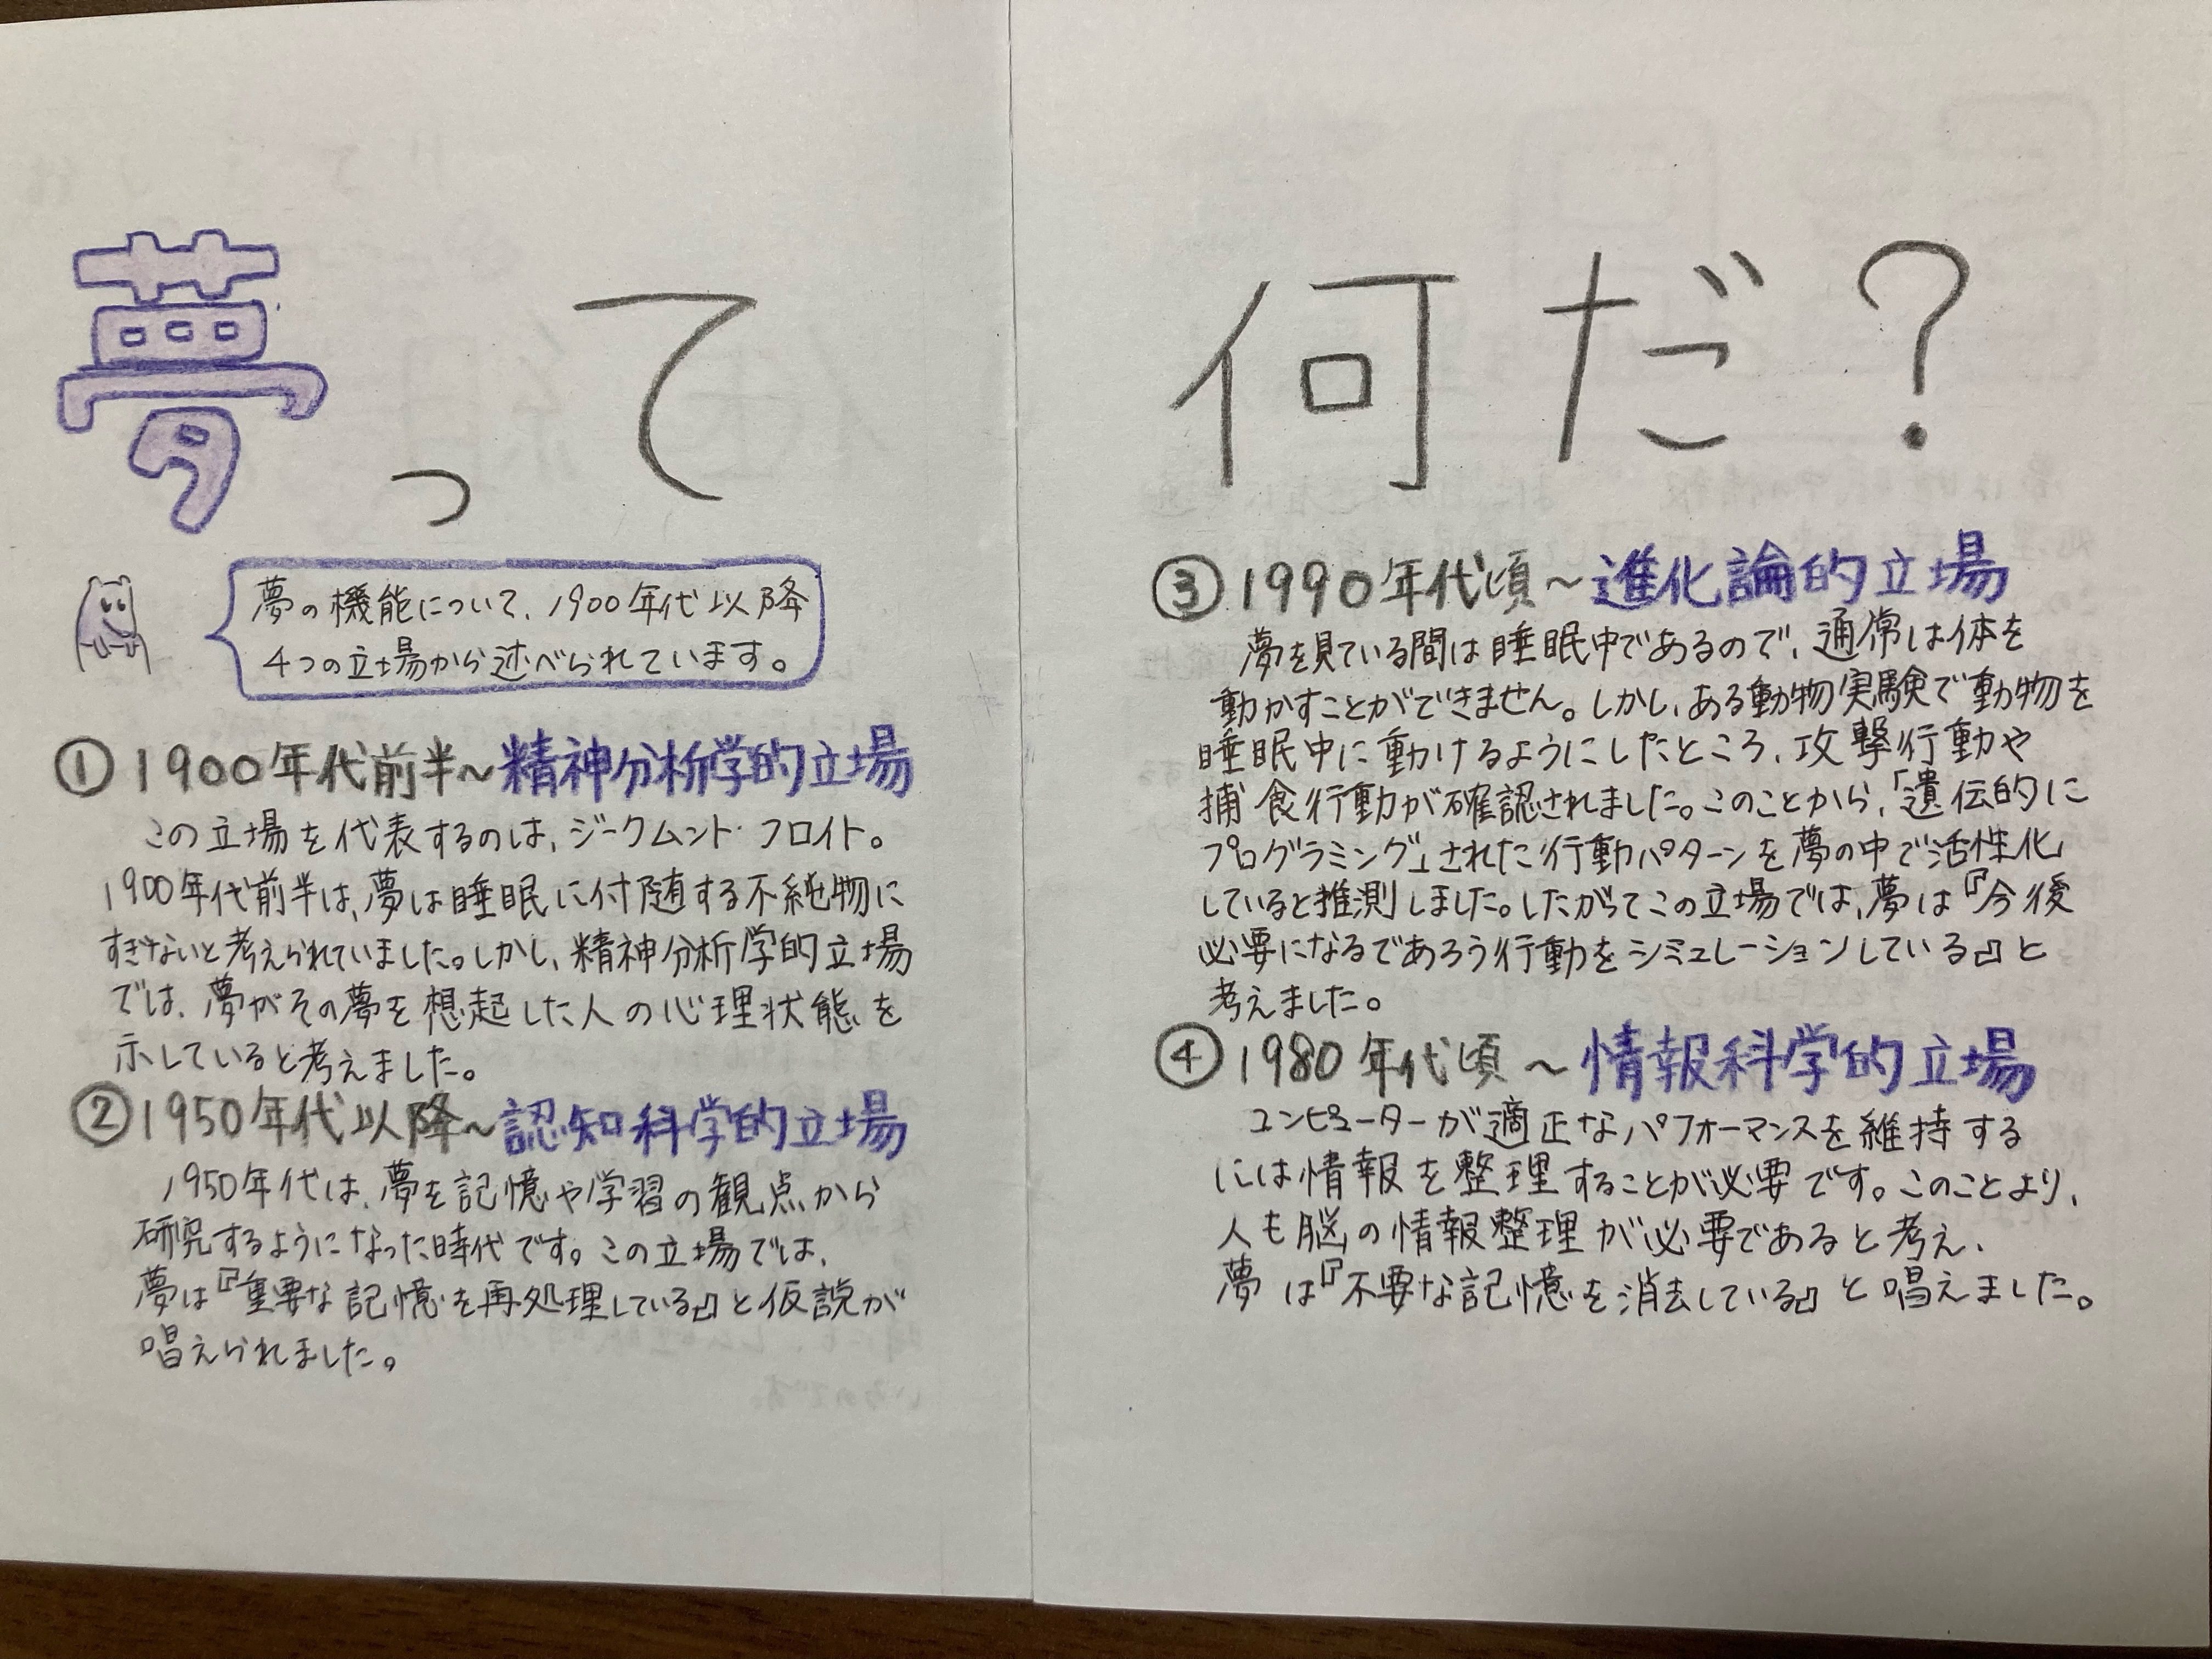 夢って
夢の機能について、1900年代以降
4つの立場から述べられています。
① 1900年代前半~精神分析学的立場
この立場を代表するのは、ジークムント・フロイト。
1900年代前半は、夢は睡眠に付随する不純物に
すぎないと考えられていました。しかし、精神分析学的立場
では、夢がその夢を想起した人の心理状態を
示していると考えました。
② 1950年代以降~認知科学的立場
1950年代は、夢を記憶や学習の観点から
研究するようになった時代です。この立場では、
夢は『重要な記憶を再処理している』と仮説が
唱えられました。
何だ?
③ 1990年代頃~進化論的立場
夢を見ている間は睡眠中であるので、通常は体を
動かすことができません。しかし、ある動物実験で動物を
睡眠中に動けるようにしたところ、攻撃行動や
捕食行動が確認されました。このことから、「遺伝的に
プログラミング」された行動パターンを夢の中で活性化
していると推測しました。したがってこの立場では、夢は『今後
必要になるであろう行動をシミュレーションしている』と
考えました。
④ 1980年代頃~情報科学的立場
コンピューターが適正なパフォーマンスを維持する
には情報を整理することが必要です。このことより、
人も脳の情報整理が必要であると考え、
夢は『不要な記憶を消去している』と唱えました。